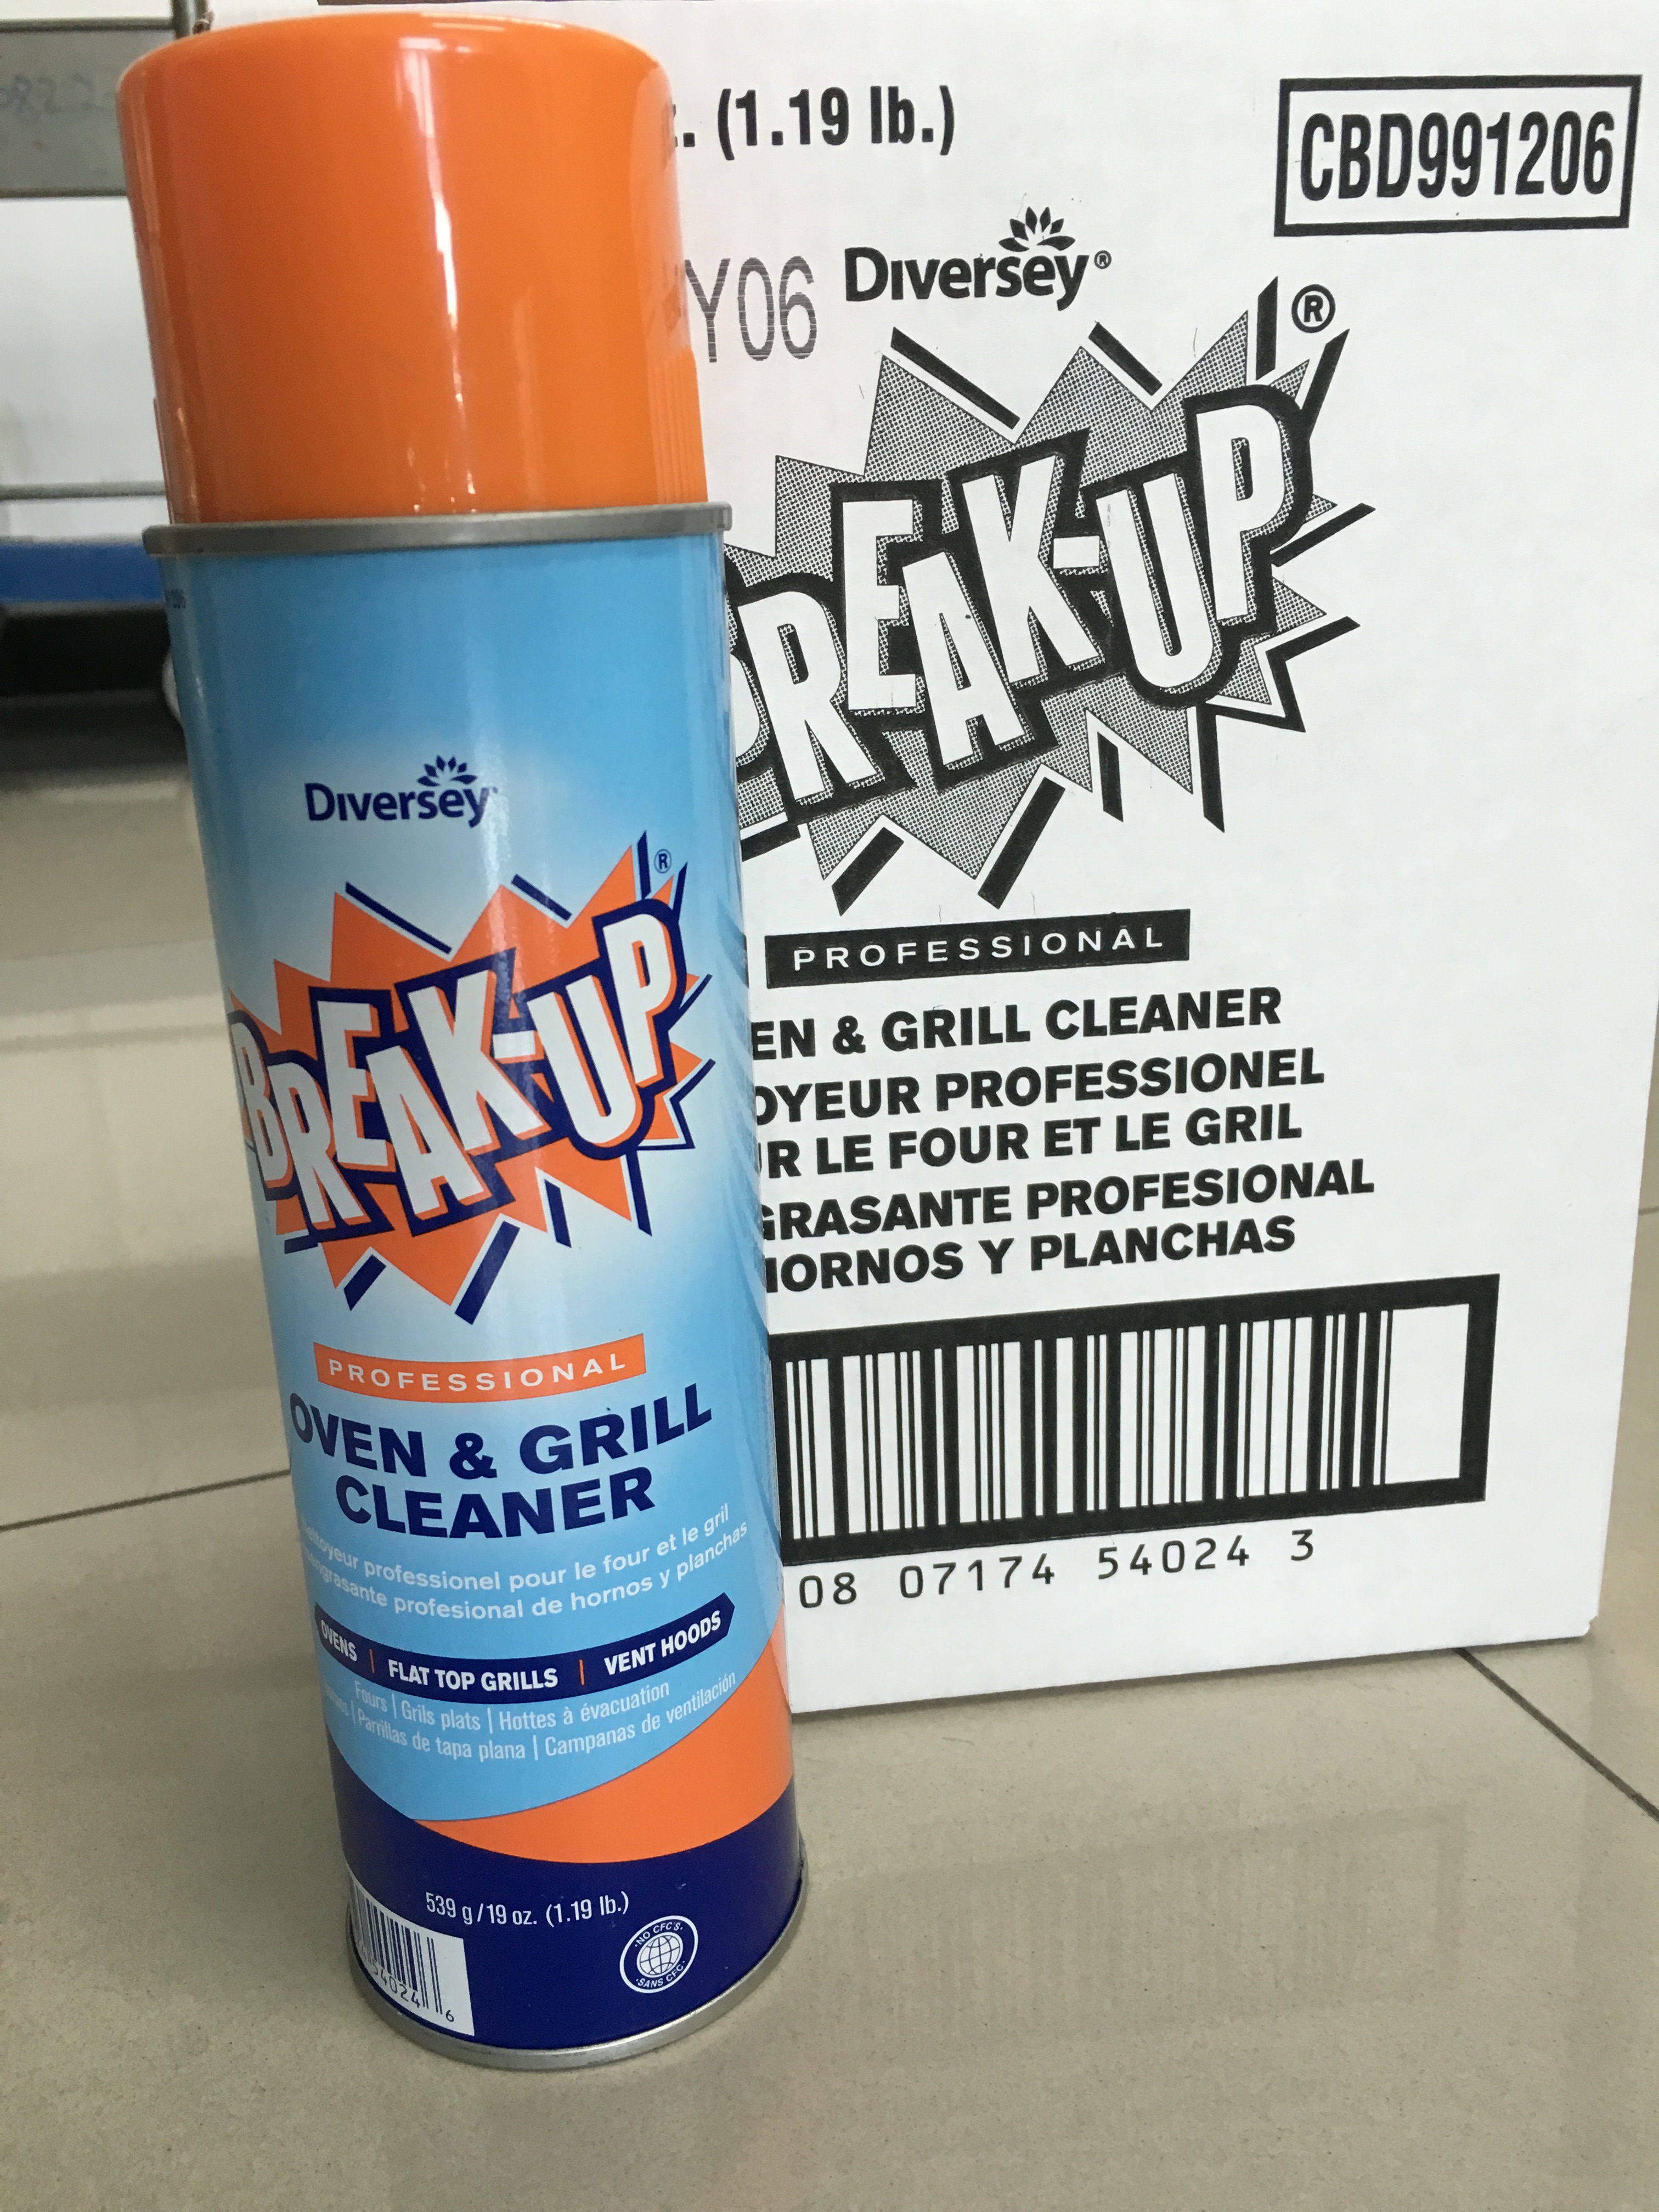 Diversey
BREAK-UP®
PROFESSIONAL
OVEN & GRILL
CLEANER
professionel pour le four et le gril
profesional de hornos y planchas
OVENS | FLAT TOP GRILLS | VENT HOODS
Fours | Grils plats | Hottes à évacuation
| Parrillas de tapa plana | Campanas de ventilación
539 g/19 oz. (1.19 lb.)
54024 6
NO CFC'S.
SANS CFC
(1.19 lb.)
CBD991206
Y06
Diversey®
BREAK-UP®
PROFESSIONAL
EN & GRILL CLEANER
OYEUR PROFESSIONEL
R LE FOUR ET LE GRIL
GRASANTE PROFESIONAL
HORNOS Y PLANCHAS
08 07174 54024 3